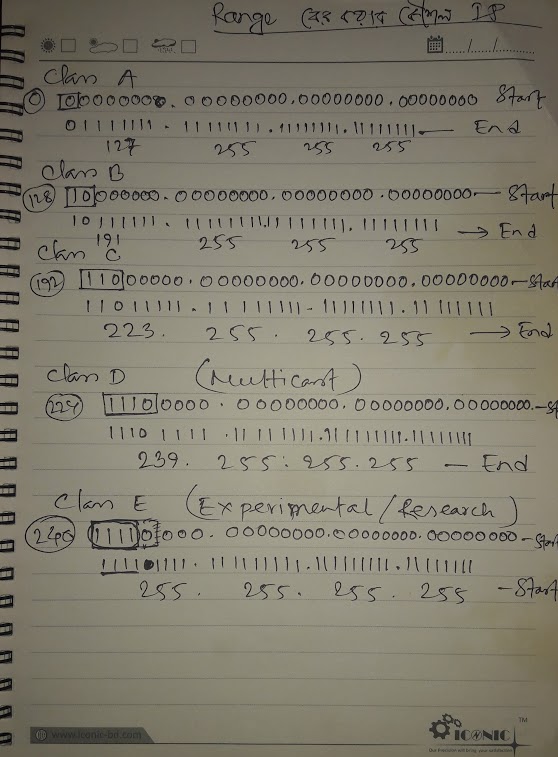 Range বের করার কৌশল IP
Class A
0 00000000. 00000000.00000000.00000000 Start
01111111. 11111111.11111111.11111111 End
127 255 255 255
Class B
128 10000000.00000000.00000000.00000000 Start
10111111.11111111.11111111.11111111 → End
191 255 255 255
Class C
192 11000000.00000000.00000000.00000000 -Start
11011111.11111111.11111111.11111111
223. 255. 255. 255 → End
Class D (Multicast)
224 11100000.00000000.00000000.00000000.-St
11101111.11111111.11111111.11111111
239. 255. 255. 255 - End
Class E (Experimental/Research)
240 11110000.00000000.00000000.00000000-Start
11111111.11111111.11111111.11111111
255. 255. 255. 255 -Start
www.iconic-bd.com
ICONIC TM